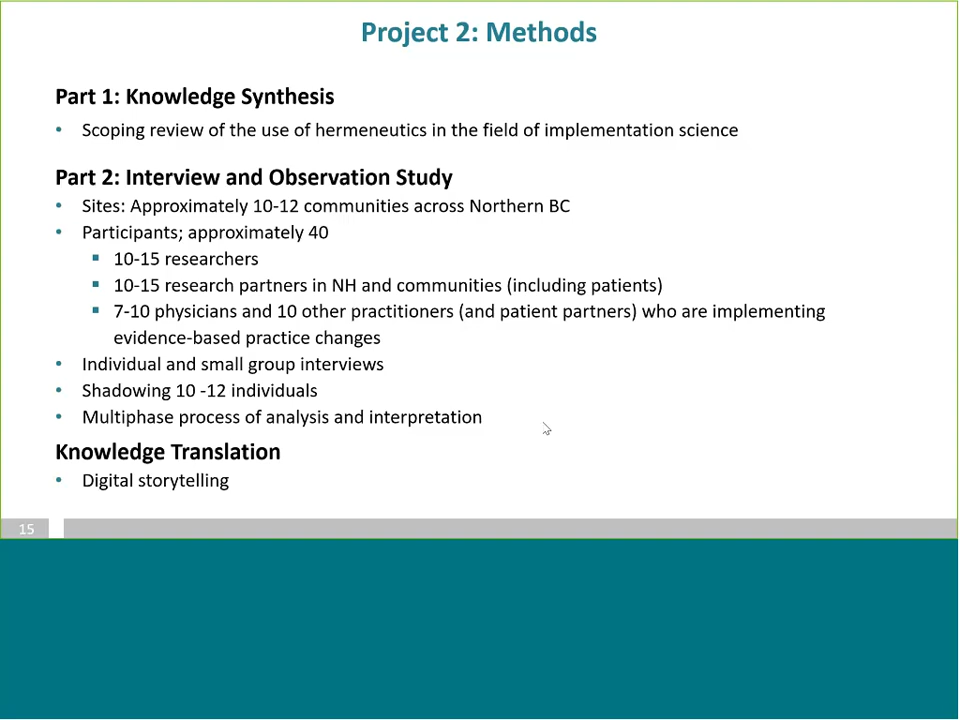 Project 2: Methods
Part 1: Knowledge Synthesis
• Scoping review of the use of hermeneutics in the field of implementation science
Part 2: Interview and Observation Study
• Sites: Approximately 10-12 communities across Northern BC
• Participants; approximately 40
▪ 10-15 researchers
▪ 10-15 research partners in NH and communities (including patients)
▪ 7-10 physicians and 10 other practitioners (and patient partners) who are implementing
evidence-based practice changes
• Individual and small group interviews
• Shadowing 10 -12 individuals
• Multiphase process of analysis and interpretation
Knowledge Translation
• Digital storytelling
15